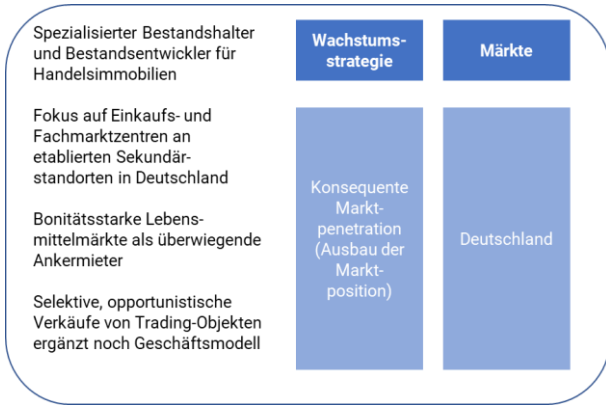 Spezialisierter Bestandshalter
und Bestandsentwickler für
Handelsimmobilien
Fokus auf Einkaufs- und
Fachmarktzentren an
etablierten Sekundär-
standorten in Deutschland
Bonitätsstarke Lebens-
mittelmärkte als überwiegende
Ankermieter
Selektive, opportunistische
Verkäufe von Trading-Objekten
ergänzt noch Geschäftsmodell
Wachstums-
strategie
Konsequente
Markt-
penetration
(Ausbau der
Markt-
position)
Märkte
Deutschland